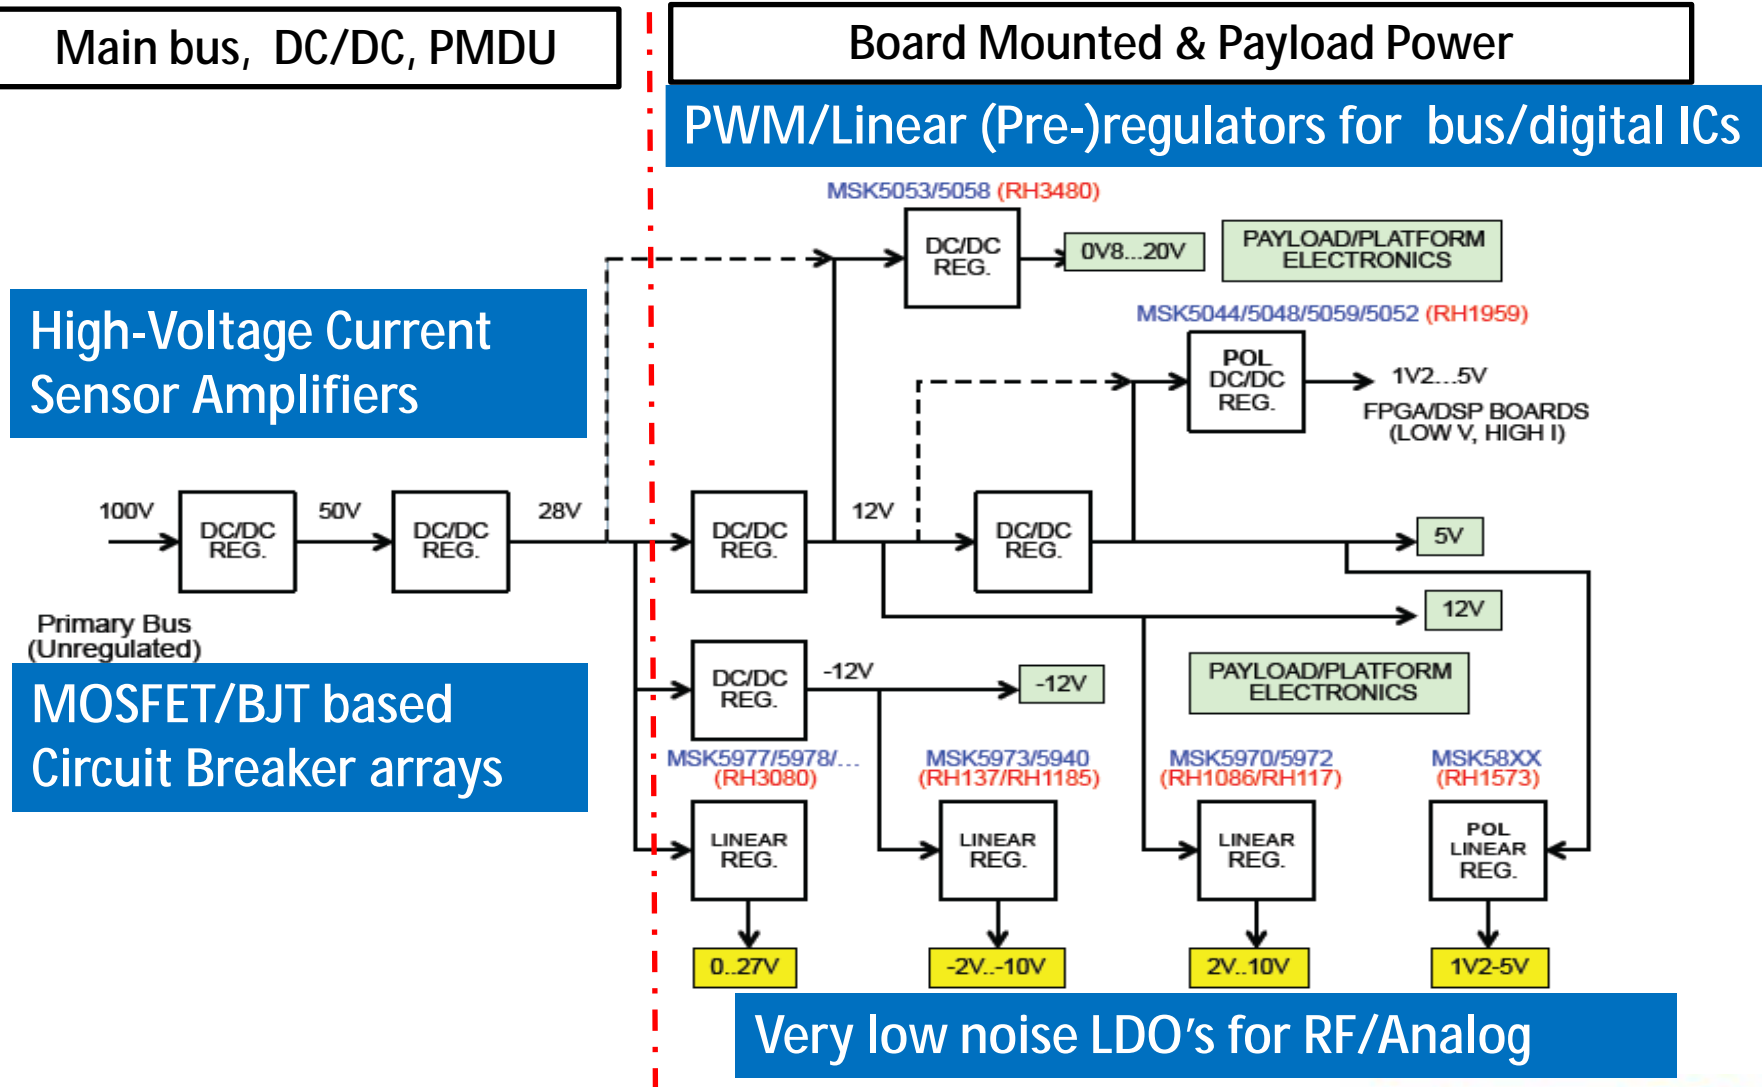 Main bus, DC/DC, PMDU
Board Mounted & Payload Power
PWM/Linear (Pre-)regulators for bus/digital ICs
MSK5053/5058 (RH3480)
DC/DC
REG.
0V8...20V
PAYLOAD/PLATFORM
ELECTRONICS
High-Voltage Current
Sensor Amplifiers
MSK5044/5048/5059/5052 (RH1959)
POL
DC/DC
REG.
1V2...5V
FPGA/DSP BOARDS
(LOW V, HIGH I)
100V
DC/DC
REG.
50V
DC/DC
REG.
28V
DC/DC
REG.
12V
DC/DC
REG.
5V
12V
Primary Bus
(Unregulated)
MOSFET/BJT based
Circuit Breaker arrays
DC/DC
REG.
-12V
-12V
PAYLOAD/PLATFORM
ELECTRONICS
MSK5977/5978/...
(RH3080)
MSK5973/5940
(RH137/RH1185)
MSK5970/5972
(RH1086/RH117)
MSK58XX
(RH1573)
LINEAR
REG.
LINEAR
REG.
LINEAR
REG.
POL
LINEAR
REG.
0..27V
-2V..-10V
2V..10V
1V2-5V
Very low noise LDO's for RF/Analog